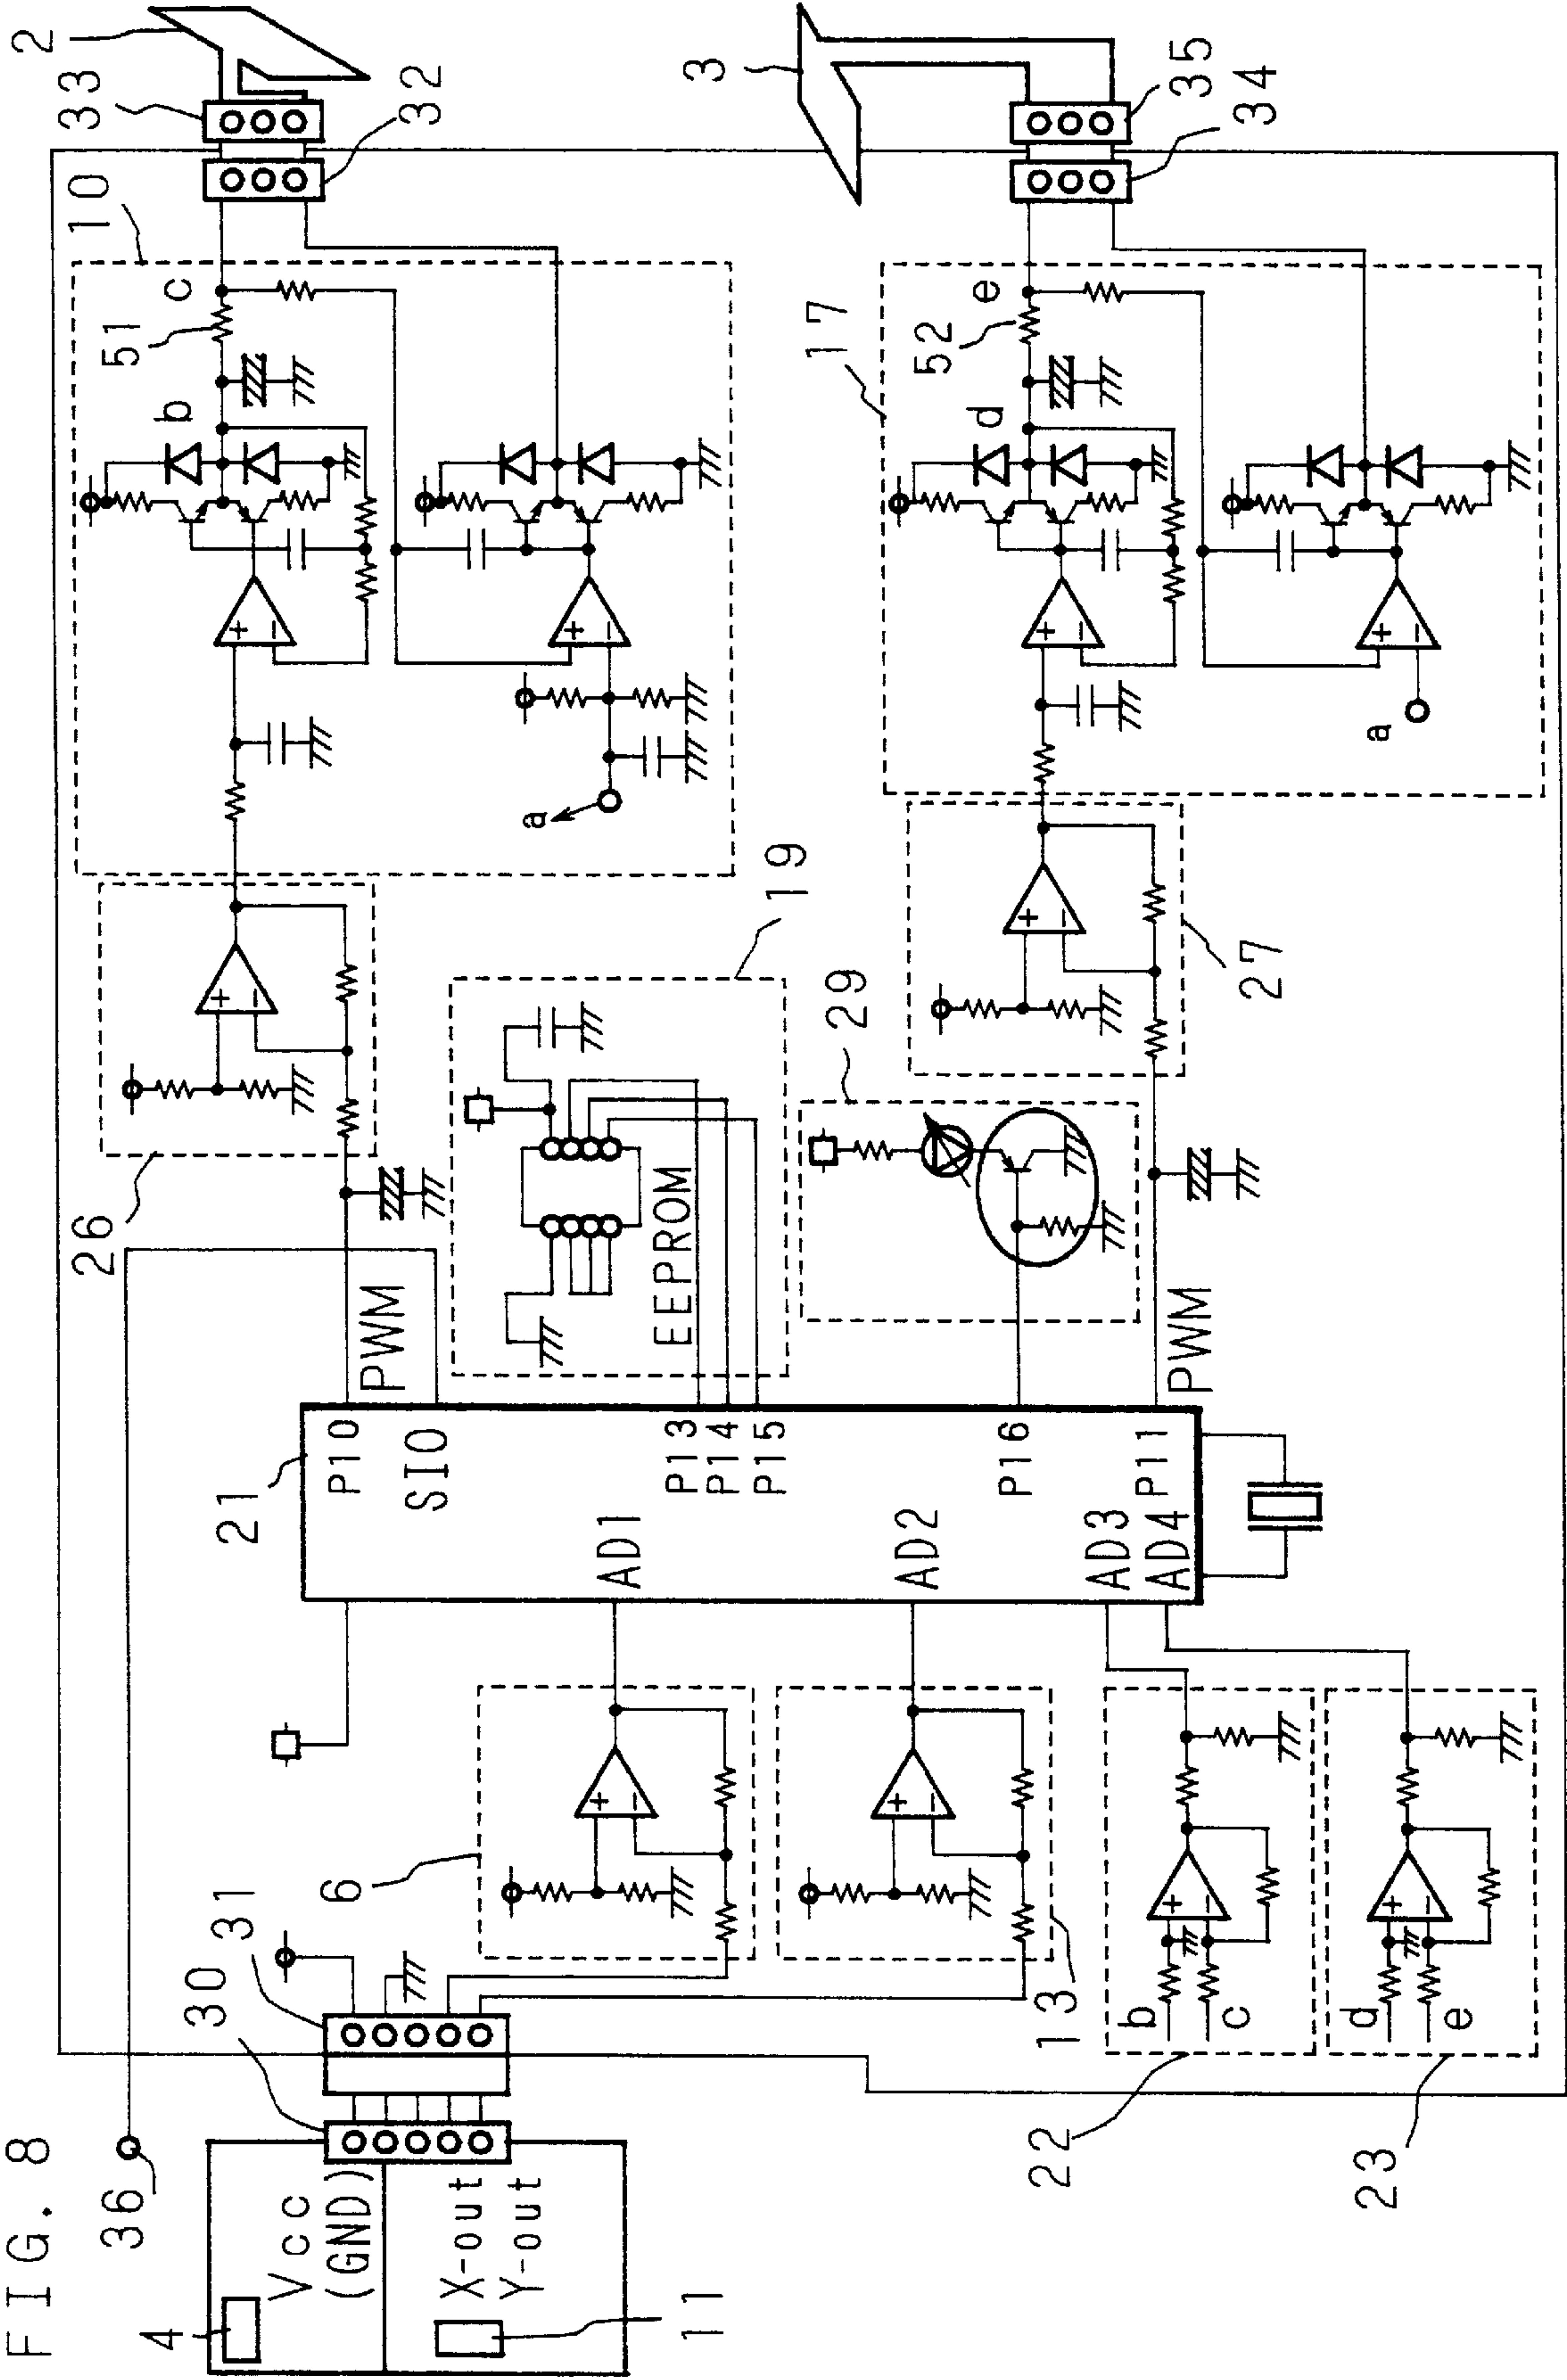 FIG. 8
36
4
Vcc
(GND)
X-out
Y-out
11
30
31
6
13
b
c
22
d
e
23
+
−
+
−
+
−
+
−
21
P10
SIO
P13
P14
P15
P16
P11
AD1
AD2
AD3
AD4
PWM
PWM
26
+
−
EEPROM
19
29
27
+
−
10
+
−
+
−
a
b
51
c
17
+
−
+
−
a
d
52
e
33
32
2
3
35
34